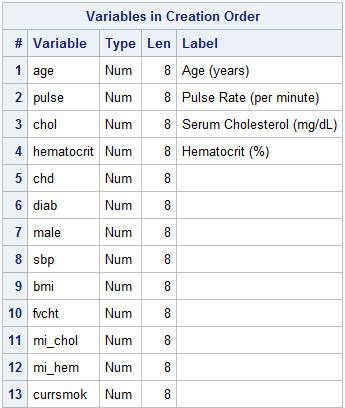 Variables in Creation Order
# Variable Type Len Label
1 age Num 8 Age (years)
2 pulse Num 8 Pulse Rate (per minute)
3 chol Num 8 Serum Cholesterol (mg/dL)
4 hematocrit Num 8 Hematocrit (%)
5 chd Num 8
6 diab Num 8
7 male Num 8
8 sbp Num 8
9 bmi Num 8
10 fvcht Num 8
11 mi_chol Num 8
12 mi_hem Num 8
13 currsmok Num 8